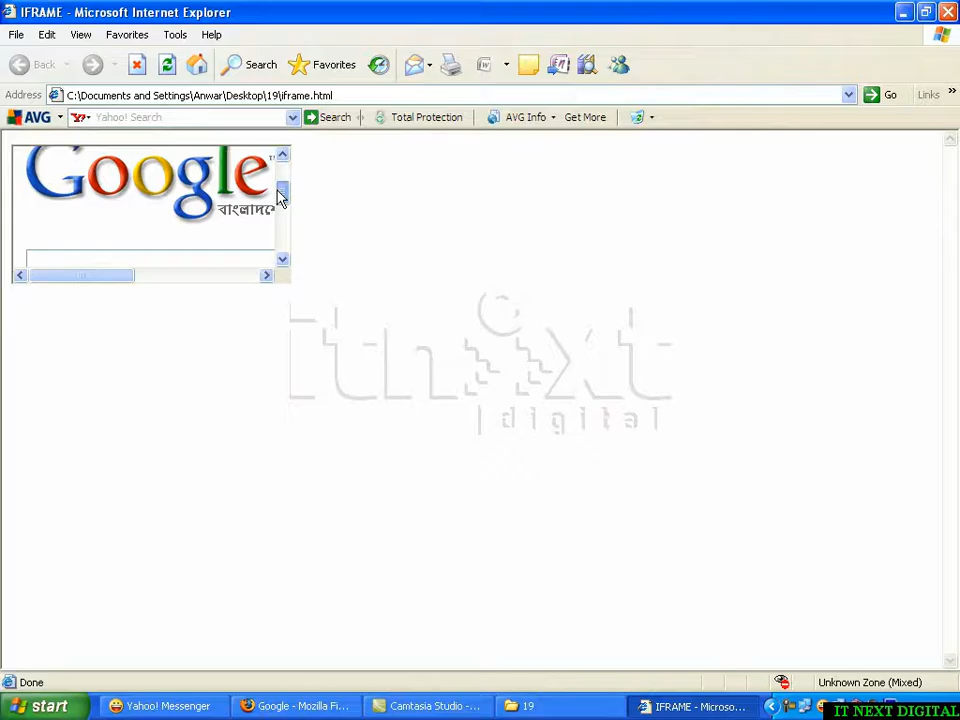 IFRAME - Microsoft Internet Explorer
File Edit View Favorites Tools Help
Back Search Favorites
Address C:\Documents and Settings\Anwar\Desktop\19\iframe.html Go Links »
AVG Yahoo! Search Search Total Protection AVG Info Get More
Google
itnext
| digital |
Done Unknown Zone (Mixed)
start Yahoo! Messenger Google - Mozilla Fi... Camtasia Studio -... 19 IFRAME - Microso... IT NEXT DIGITAL